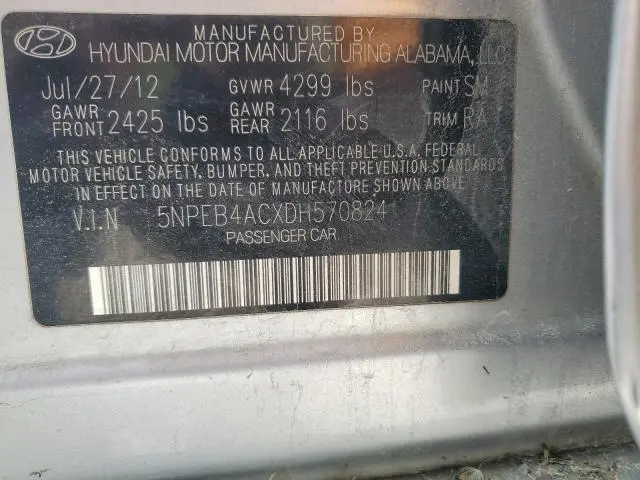 MANUFACTURED BY
HYUNDAI MOTOR MANUFACTURING ALABAMA, LLC
Jul/27/12 GVWR 4299 lbs PAINT SM
GAWR FRONT 2425 lbs GAWR REAR 2116 lbs TRIM RA
THIS VEHICLE CONFORMS TO ALL APPLICABLE U.S.A. FEDERAL
MOTOR VEHICLE SAFETY, BUMPER, AND THEFT PREVENTION STANDARDS
IN EFFECT ON THE DATE OF MANUFACTURE SHOWN ABOVE.
V.I.N 5NPEB4ACXDH570824
PASSENGER CAR